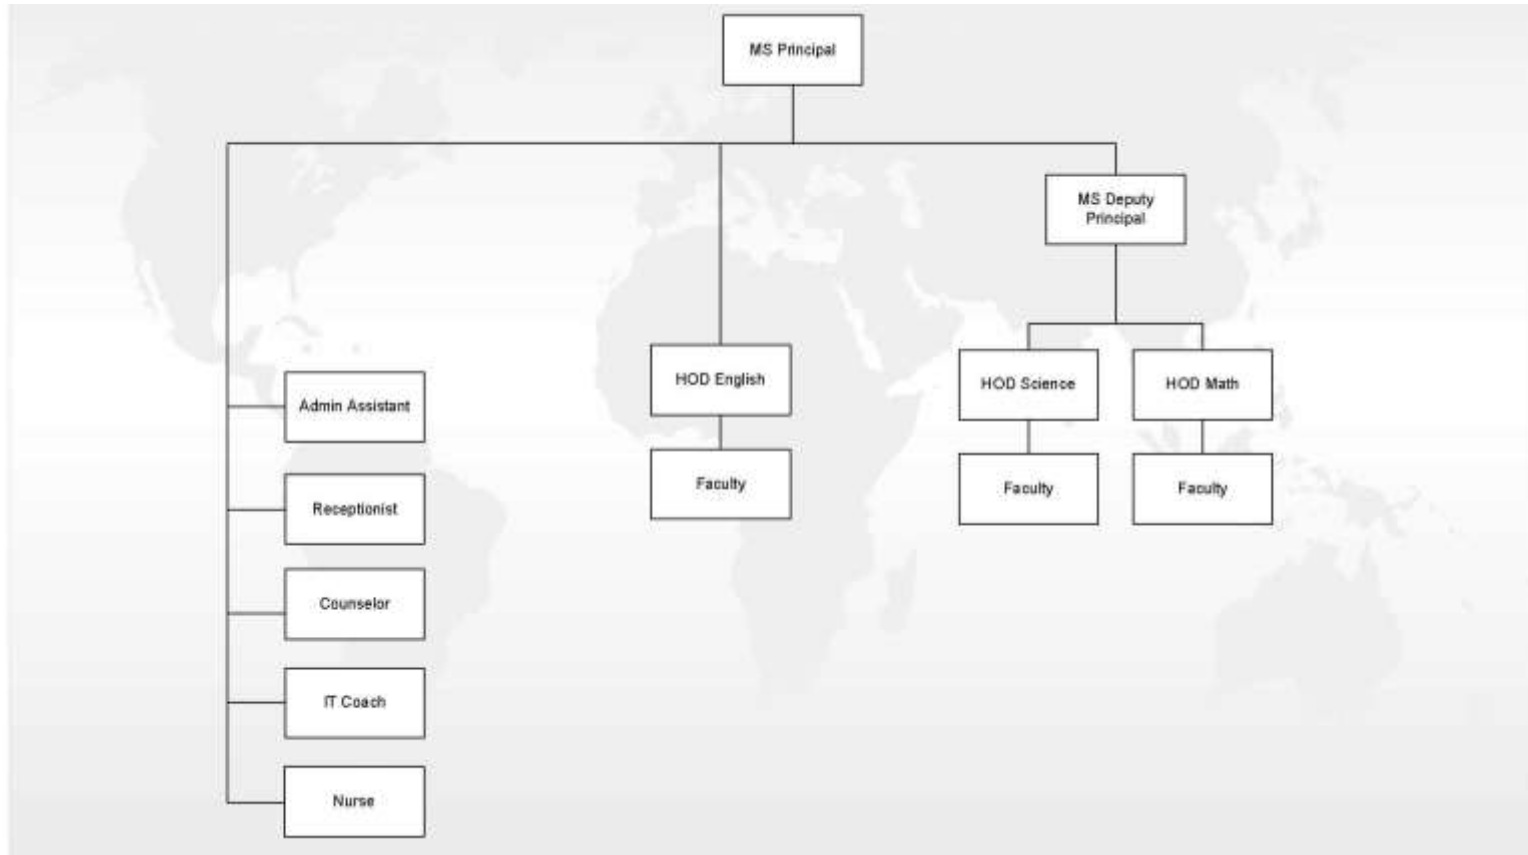 MS Principal
MS Deputy
Principal
HOD English
HOD Science
HOD Math
Admin Assistant
Faculty
Faculty
Faculty
Receptionist
Counselor
IT Coach
Nurse